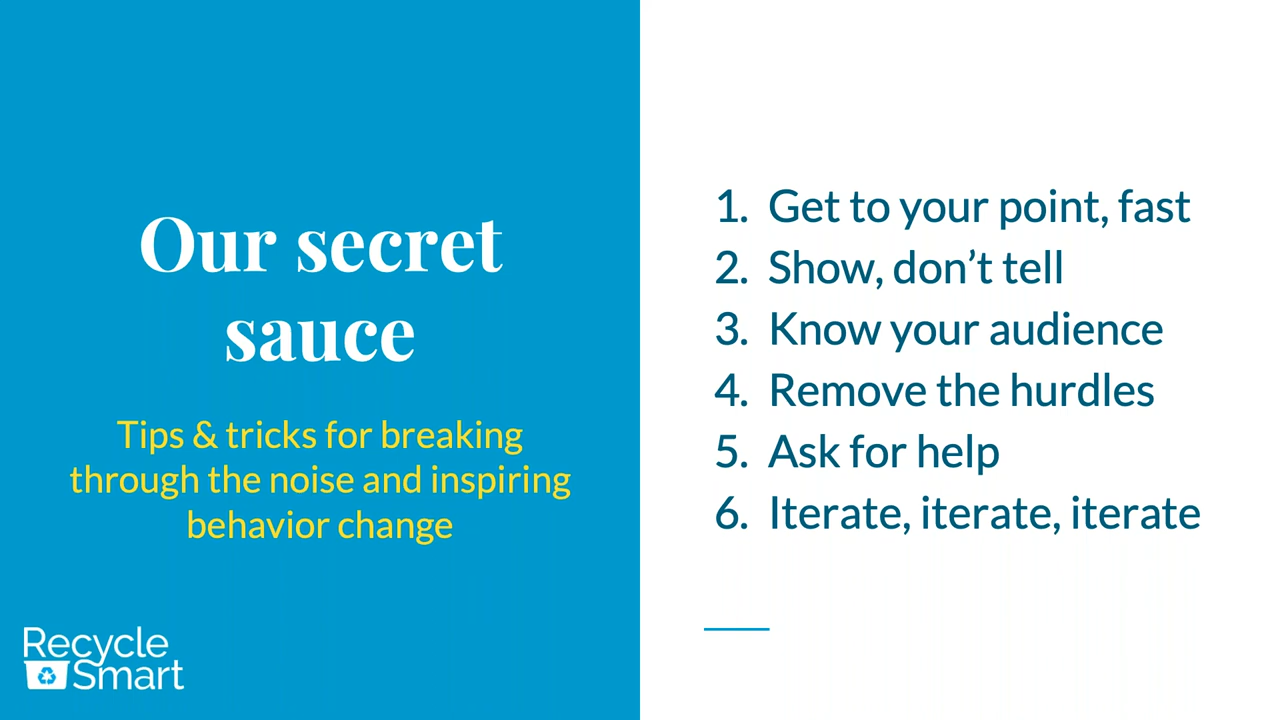 Our secret
sauce
Tips & tricks for breaking
through the noise and inspiring
behavior change
Recycle
Smart
1. Get to your point, fast
2. Show, don’t tell
3. Know your audience
4. Remove the hurdles
5. Ask for help
6. Iterate, iterate, iterate